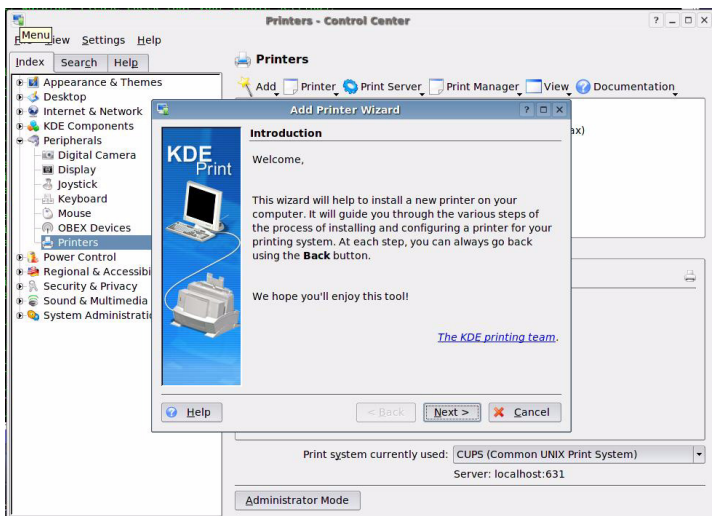 Printers - Control Center
Menu
View Settings Help
Index Search Help
Printers
Appearance & Themes
Desktop
Internet & Network
KDE Components
Peripherals
Digital Camera
Display
Joystick
Keyboard
Mouse
OBEX Devices
Printers
Power Control
Regional & Accessibi
Security & Privacy
Sound & Multimedia
System Administratio
Add Printer Print Server Print Manager View Documentation
ax)
Add Printer Wizard
KDE
Print
Introduction
Welcome,
This wizard will help to install a new printer on your
computer. It will guide you through the various steps of
the process of installing and configuring a printer for your
printing system. At each step, you can always go back
using the Back button.
We hope you'll enjoy this tool!
The KDE printing team.
Help < Back Next > Cancel
Print system currently used: CUPS (Common UNIX Print System)
Server: localhost:631
Administrator Mode